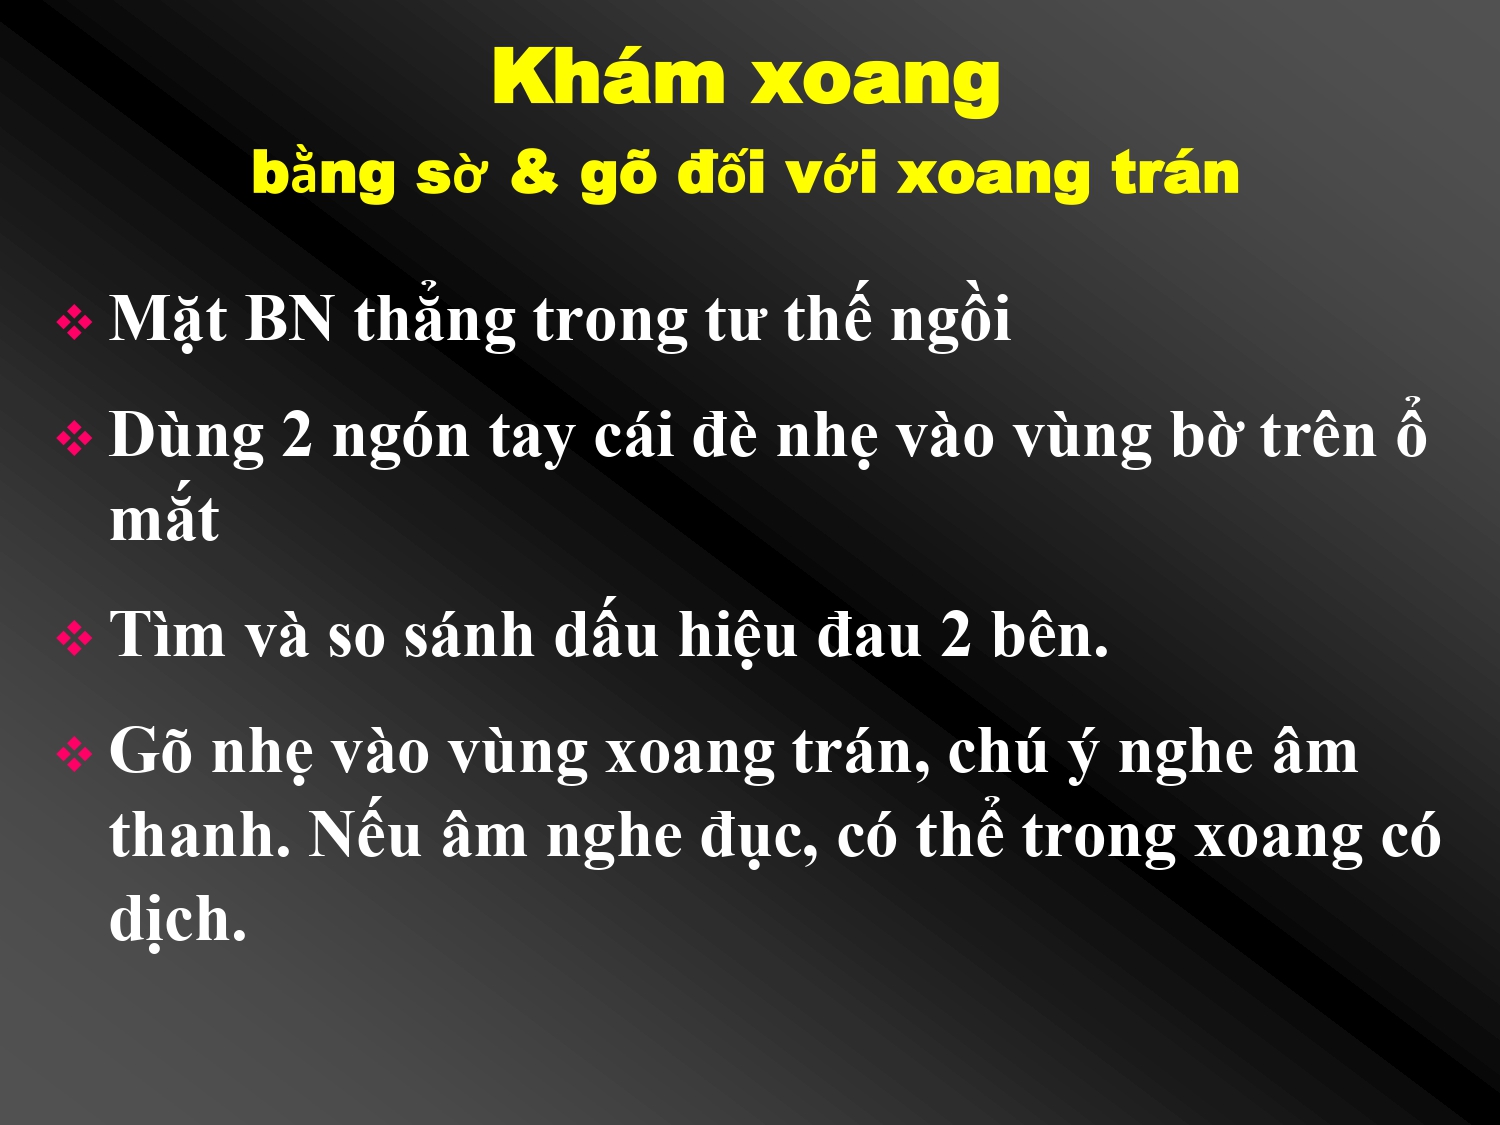 Khám xoang
bằng sờ & gõ đối với xoang trán
Mặt BN thẳng trong tư thế ngồi
Dùng 2 ngón tay cái đè nhẹ vào vùng bờ trên ổ
mắt
Tìm và so sánh dấu hiệu đau 2 bên.
Gõ nhẹ vào vùng xoang trán, chú ý nghe âm
thanh. Nếu âm nghe đục, có thể trong xoang có
dịch.